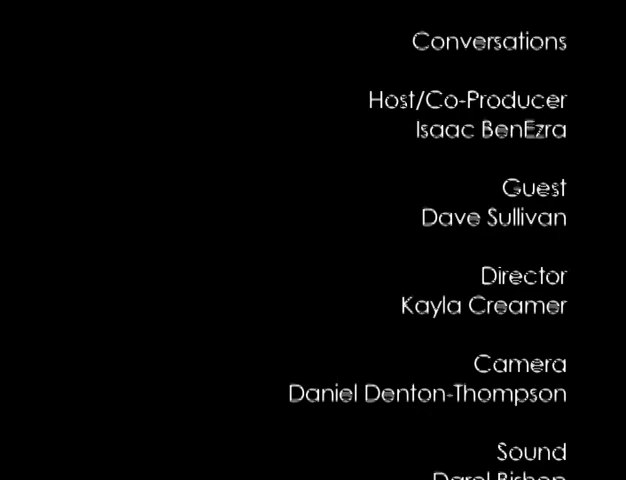 Conversations
Host/Co-Producer
Isaac BenEzra
Guest
Dave Sullivan
Director
Kayla Creamer
Camera
Daniel Denton-Thompson
Sound